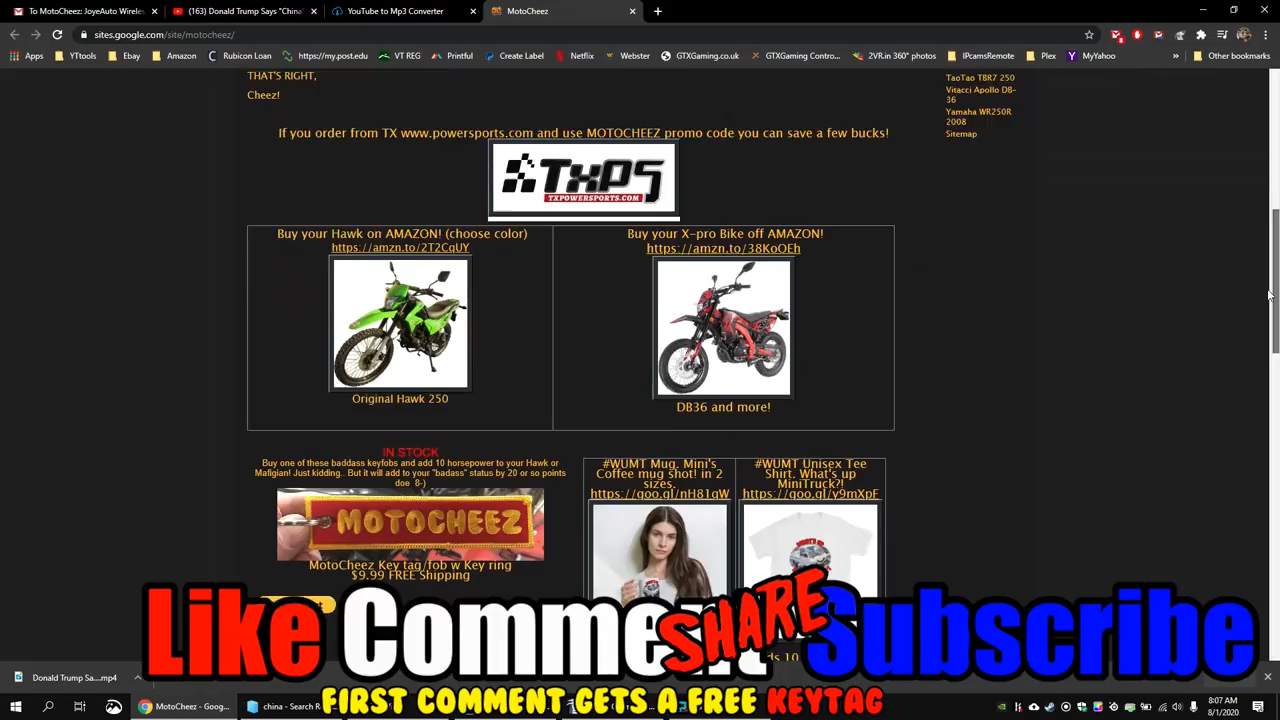 To MotoCheez: JoyAuto Wireless
(163) Donald Trump Says "China"
YouTube to Mp3 Converter
MotoCheez
sites.google.com/site/motocheez/
Apps YTtools Ebay Amazon Rubicon Loan https://my.post.edu VT REG Printful Create Label Netflix Webster GTXGaming.co.uk GTXGaming Contro... 2VR.in 360° cameras IPcamsRemote Plex MyYahoo » Other bookmarks
THAT'S RIGHT,
Cheez!
TaoTao TBR7 250
Vitacci Apollo DB-
36
Yamaha WR250R
2008
Sitemap
If you order from TX www.powersports.com and use MOTOCHEEZ promo code you can save a few bucks!
TXPS
TXPOWERSPORTS.COM
Buy your Hawk on AMAZON! (choose color)
https://amzn.to/2T2CqUY
Original Hawk 250
Buy your X-pro Bike off AMAZON!
https://amzn.to/38KoOEh
DB36 and more!
IN STOCK
Buy one of these baddass keyfobs and add 10 horsepower to your Hawk or
Mafigian! Just kidding.. But it will add to your "badass" status by 20 or so points
doe 8-)
MOTOCHEEZ
MotoCheez Key tag/fob w Key ring
$9.99 FREE Shipping
#WUMT Mug. Mini's
Coffee mug shot! in 2
sizes.
https://goo.gl/nH81qW
#WUMT Unisex Tee
Shirt. What's up
MiniTruck?!
https://goo.gl/y9mXpF
Like Comment SHARE Subscribe
FIRST COMMENT GETS A FREE KEYTAG
Donald Trump Sa....mp4
MotoCheez - Goog...
china - Search R
8:07 AM
8/1/2020